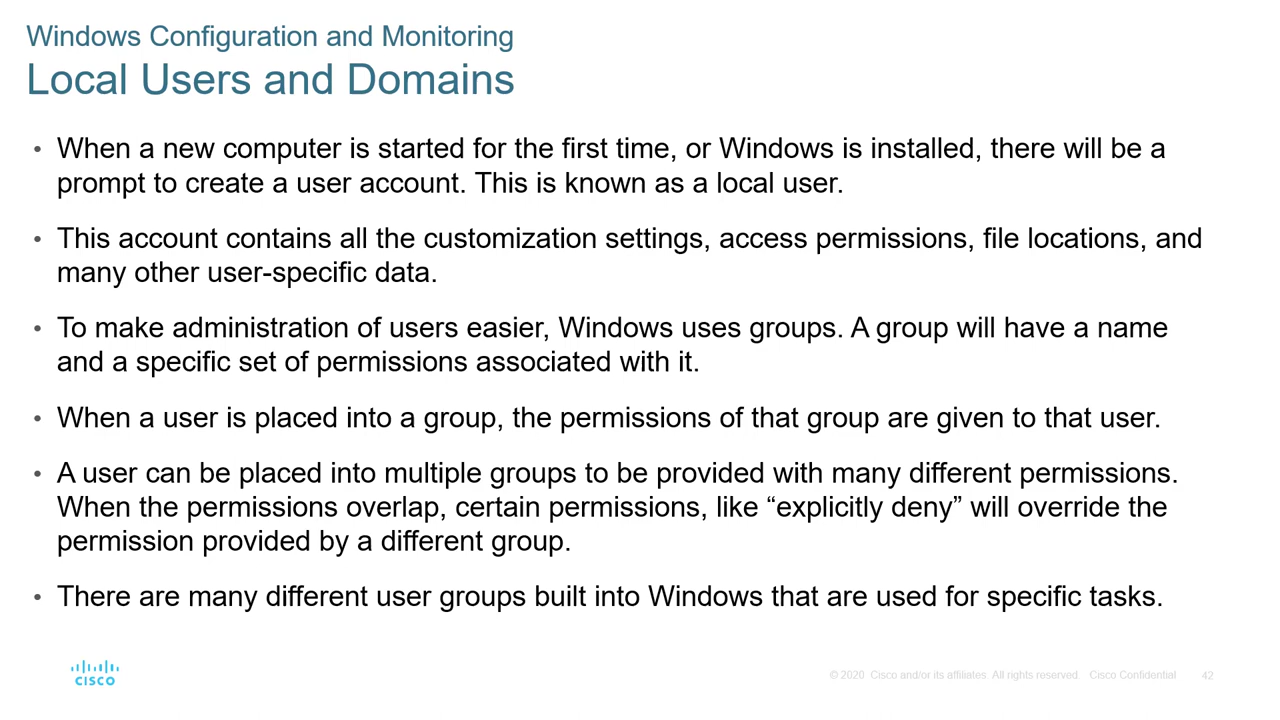 Windows Configuration and Monitoring
Local Users and Domains
• When a new computer is started for the first time, or Windows is installed, there will be a
prompt to create a user account. This is known as a local user.
• This account contains all the customization settings, access permissions, file locations, and
many other user-specific data.
• To make administration of users easier, Windows uses groups. A group will have a name
and a specific set of permissions associated with it.
• When a user is placed into a group, the permissions of that group are given to that user.
• A user can be placed into multiple groups to be provided with many different permissions.
When the permissions overlap, certain permissions, like “explicitly deny” will override the
permission provided by a different group.
• There are many different user groups built into Windows that are used for specific tasks.
CISCO
© 2020 Cisco and/or its affiliates. All rights reserved. Cisco Confidential 42